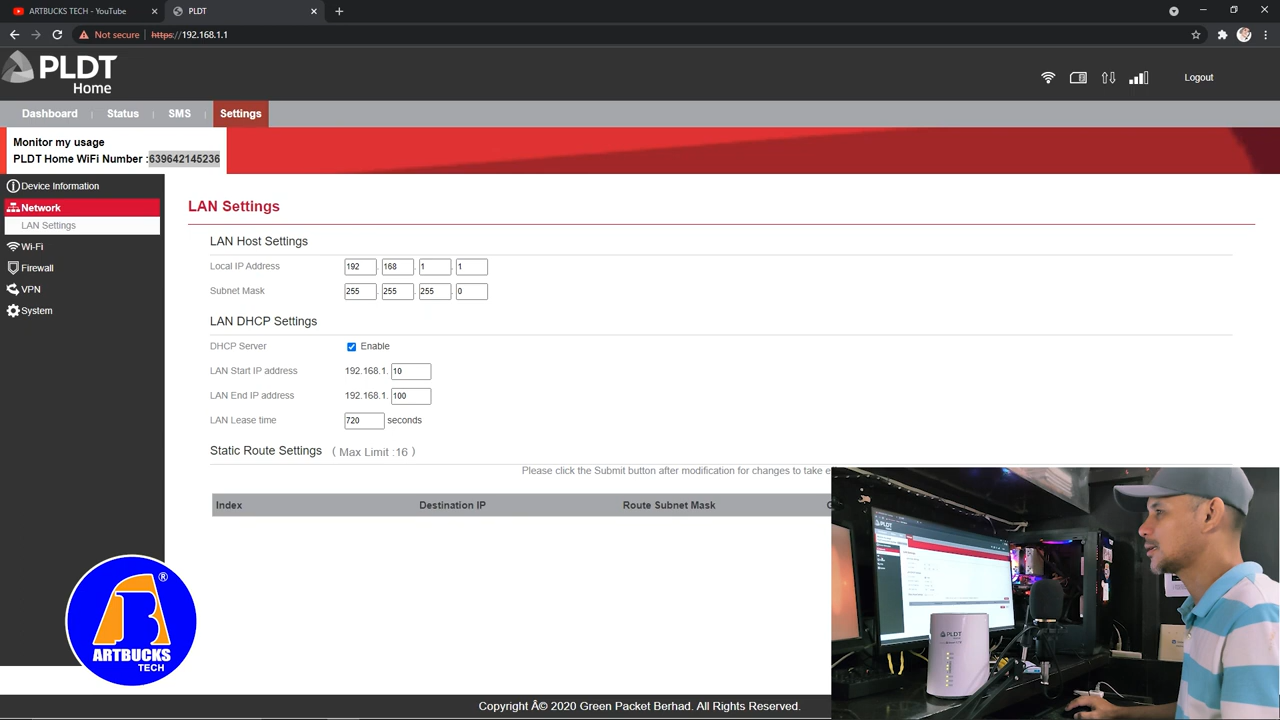 ARTBUCKS TECH - YouTube
PLDT
Not secure
https://192.168.1.1
PLDT
Home
Logout
Dashboard | Status | SMS | Settings
Monitor my usage
PLDT Home WiFi Number :639642145236
Device Information
Network
LAN Settings
Wi-Fi
Firewall
VPN
System
LAN Settings
LAN Host Settings
Local IP Address 192 . 168 . 1 . 1
Subnet Mask 255 . 255 . 255 . 0
LAN DHCP Settings
DHCP Server Enable
LAN Start IP address 192.168.1. 10
LAN End IP address 192.168.1. 100
LAN Lease time 720 seconds
Static Route Settings ( Max Limit :16 )
Please click the Submit button after modification for changes to take
Index Destination IP Route Subnet Mask
ARTBUCKS
TECH
®
PLDT
PLDT
Copyright Â© 2020 Green Packet Berhad. All Rights Reserved.